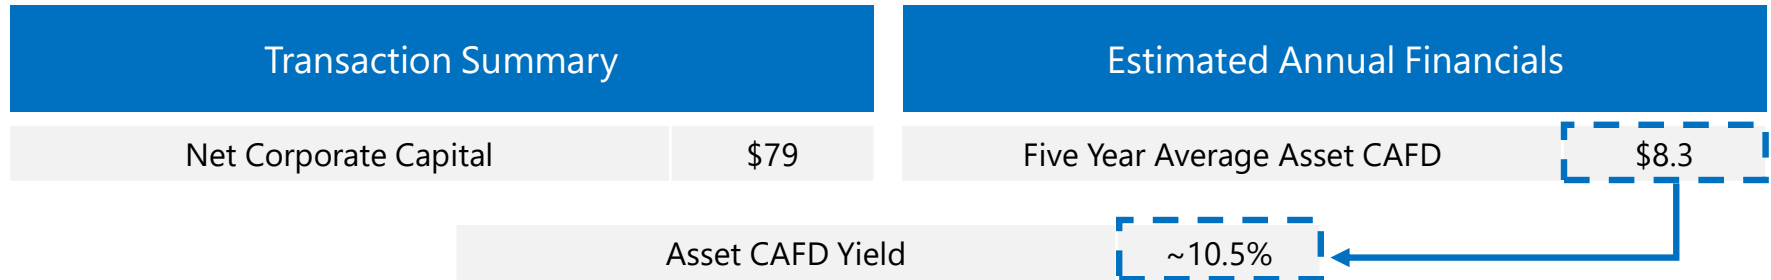 Transaction Summary
Estimated Annual Financials
Net Corporate Capital $79
Five Year Average Asset CAFD $8.3
Asset CAFD Yield ~10.5%